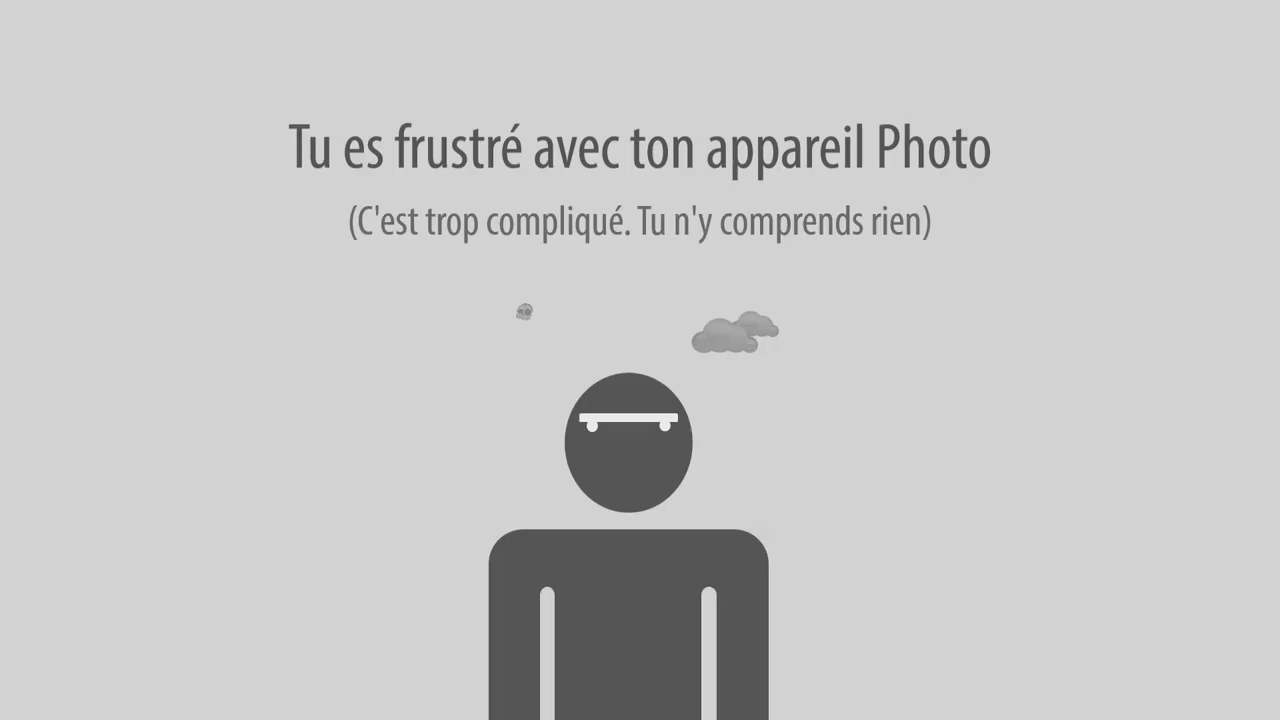 Tu es frustré avec ton appareil Photo
(C'est trop compliqué. Tu n'y comprends rien)